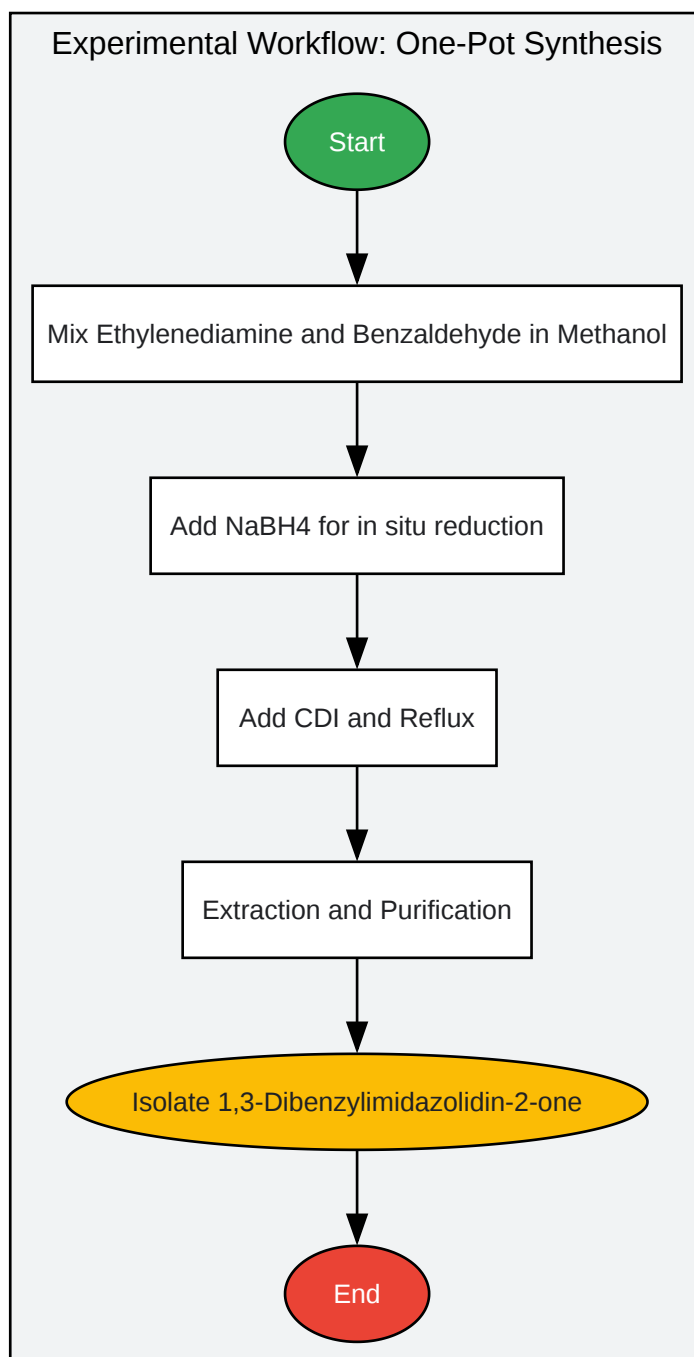 Experimental Workflow: One-Pot Synthesis
Start
Mix Ethylenediamine and Benzaldehyde in Methanol
Add NaBH4 for in situ reduction
Add CDI and Reflux
Extraction and Purification
Isolate 1,3-Dibenzylimidazolidin-2-one
End